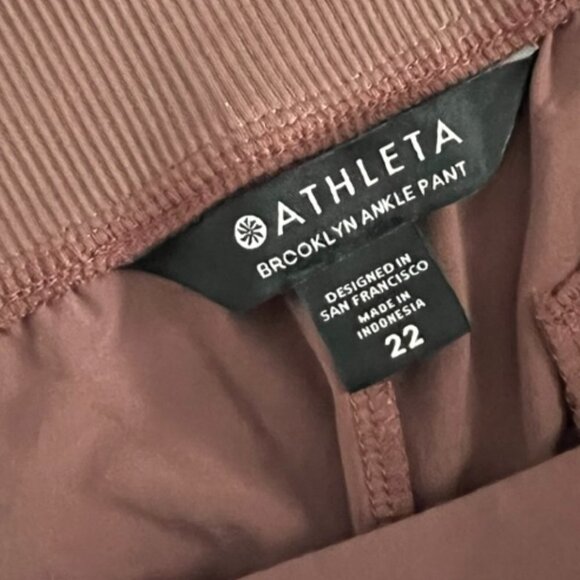 ATHLETA
BROOKLYN ANKLE PANT
DESIGNED IN
SAN FRANCISCO
MADE IN
INDONESIA
22